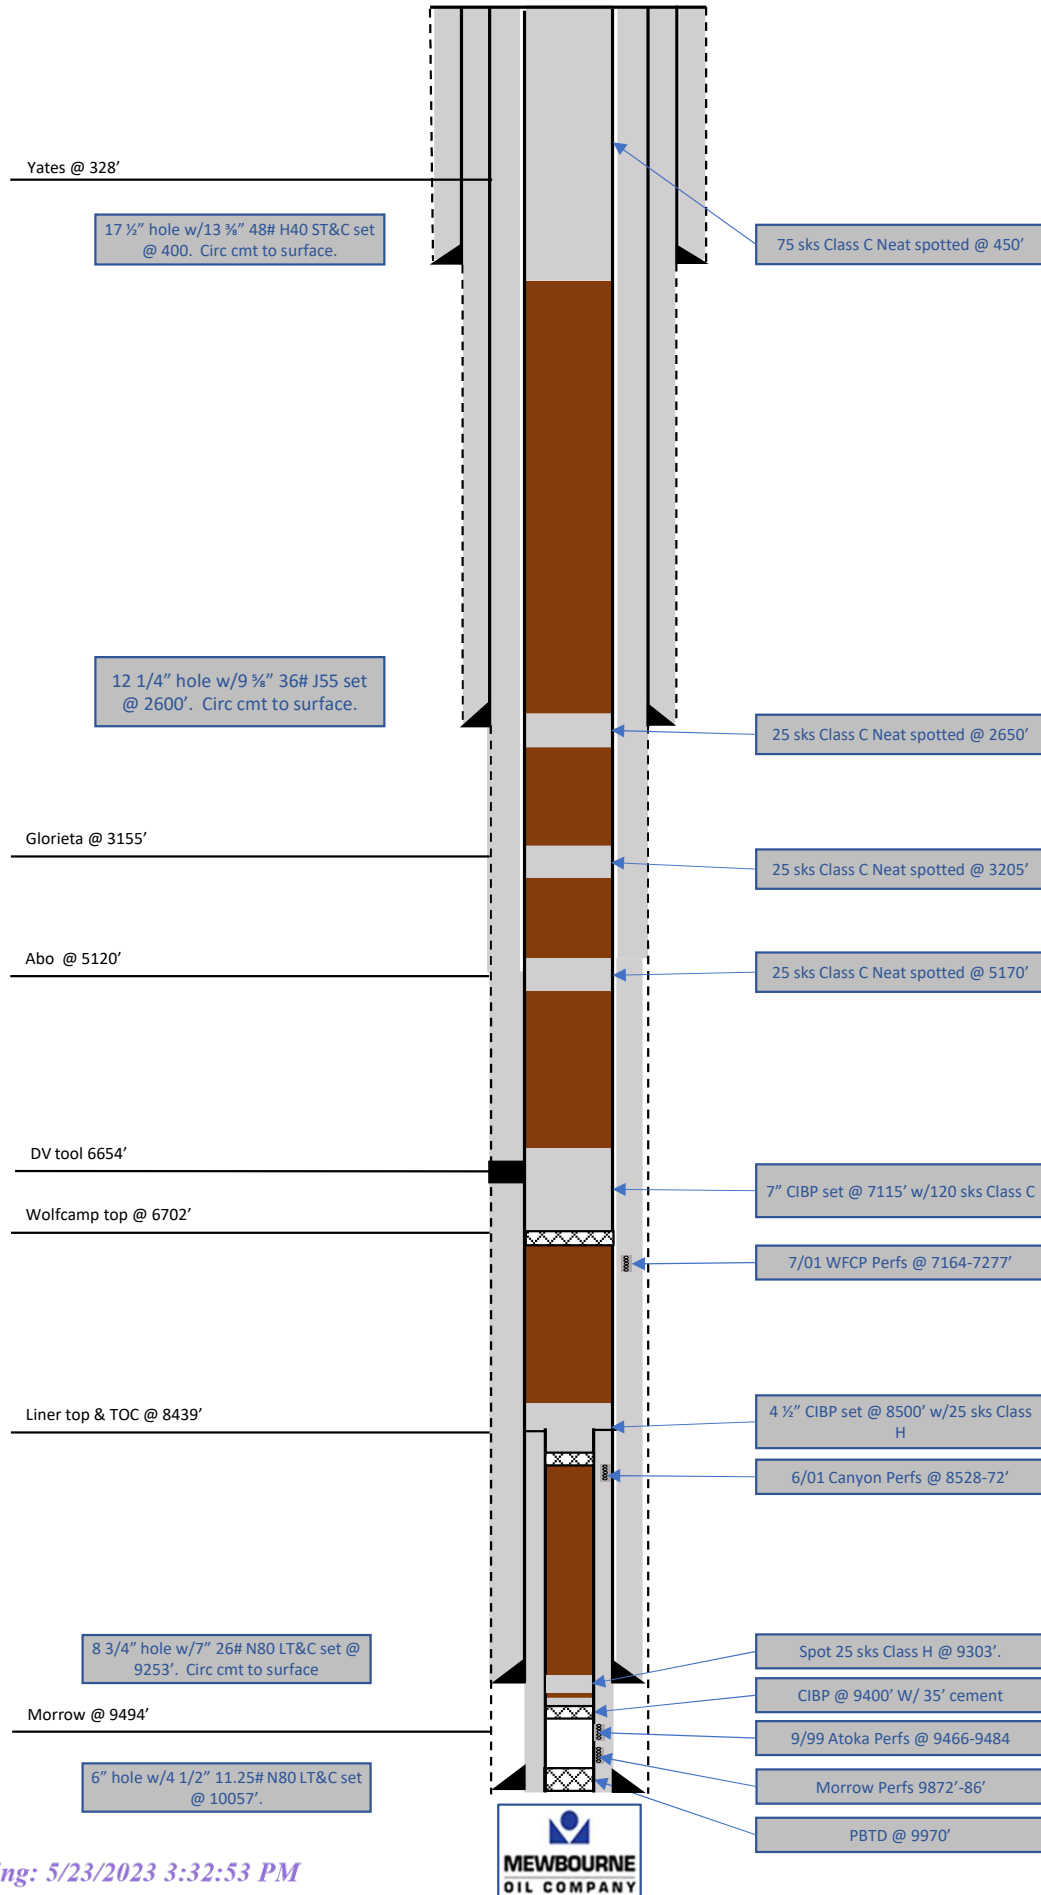 Yates @ 328’
17 ½” hole w/13 ⅜” 48# H40 ST&C set
@ 400. Circ cmt to surface.
75 sks Class C Neat spotted @ 450’
12 1/4” hole w/9 ⅝” 36# J55 set
@ 2600’. Circ cmt to surface.
25 sks Class C Neat spotted @ 2650’
Glorieta @ 3155’
25 sks Class C Neat spotted @ 3205’
Abo @ 5120’
25 sks Class C Neat spotted @ 5170’
DV tool 6654’
7” CIBP set @ 7115’ w/120 sks Class C
Wolfcamp top @ 6702’
7/01 WFCP Perfs @ 7164-7277’
Liner top & TOC @ 8439’
4 ½” CIBP set @ 8500’ w/25 sks Class
H
6/01 Canyon Perfs @ 8528-72’
8 3/4” hole w/7” 26# N80 LT&C set @
9253’. Circ cmt to surface
Spot 25 sks Class H @ 9303’.
CIBP @ 9400’ W/ 35’ cement
Morrow @ 9494’
9/99 Atoka Perfs @ 9466-9484
6” hole w/4 1/2” 11.25# N80 LT&C set
@ 10057’.
Morrow Perfs 9872’-86’
PBTD @ 9970’
MEWBOURNE
OIL COMPANY
ng: 5/23/2023 3:32:53 PM